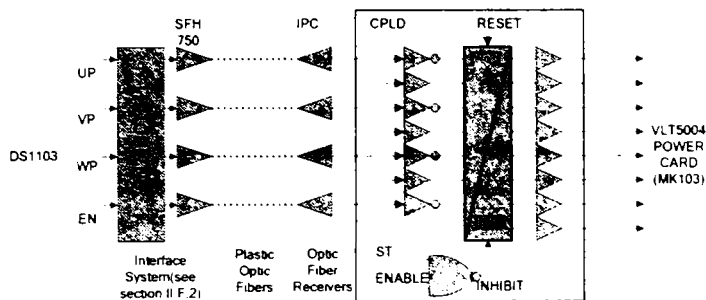 SFH
750
IPC
CPLD
RESET
UP
VP
DS1103
WP
EN
VLT5004
POWER
CARD
(MK103)
Interface
System(see
section II F.2)
Plastic
Optic
Fibers
Optic
Fiber
Receivers
ST
ENABLE
INHIBIT